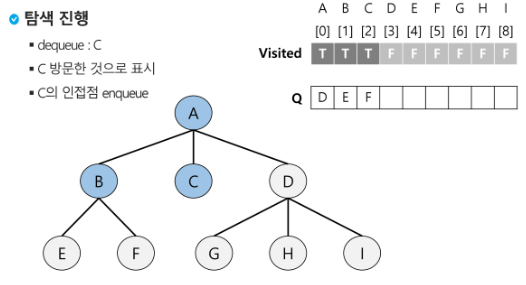 탐색 진행
▪ dequeue : C
▪ C 방문한 것으로 표시
▪ C의 인접점 enqueue
A B C D E F G H I
[0] [1] [2] [3] [4] [5] [6] [7] [8]
Visited T T T F F F F F F
Q D E F
A
B C D
E F G H I